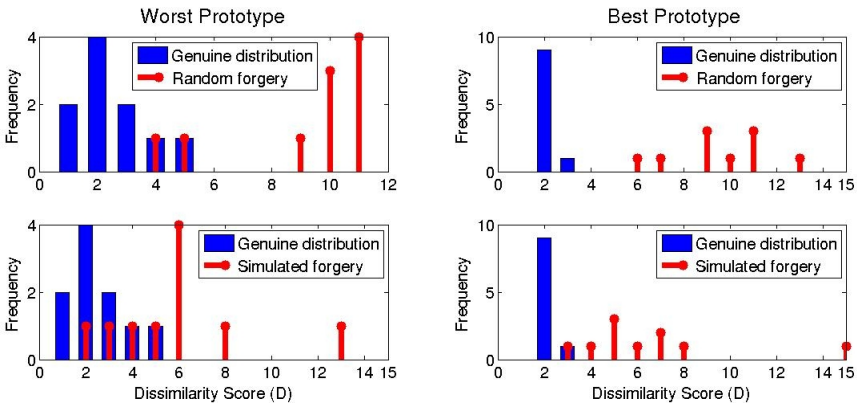 Worst Prototype
Best Prototype
4
2
0
Frequency
Genuine distribution
Random forgery
0 2 4 6 8 10 12
10
5
0
Frequency
Genuine distribution
Random forgery
0 2 4 6 8 10 12 14 15
4
2
0
Frequency
Genuine distribution
Simulated forgery
0 2 4 6 8 10 12 14 15
Dissimilarity Score (D)
10
5
0
Frequency
Genuine distribution
Simulated forgery
0 2 4 6 8 10 12 14 15
Dissimilarity Score (D)